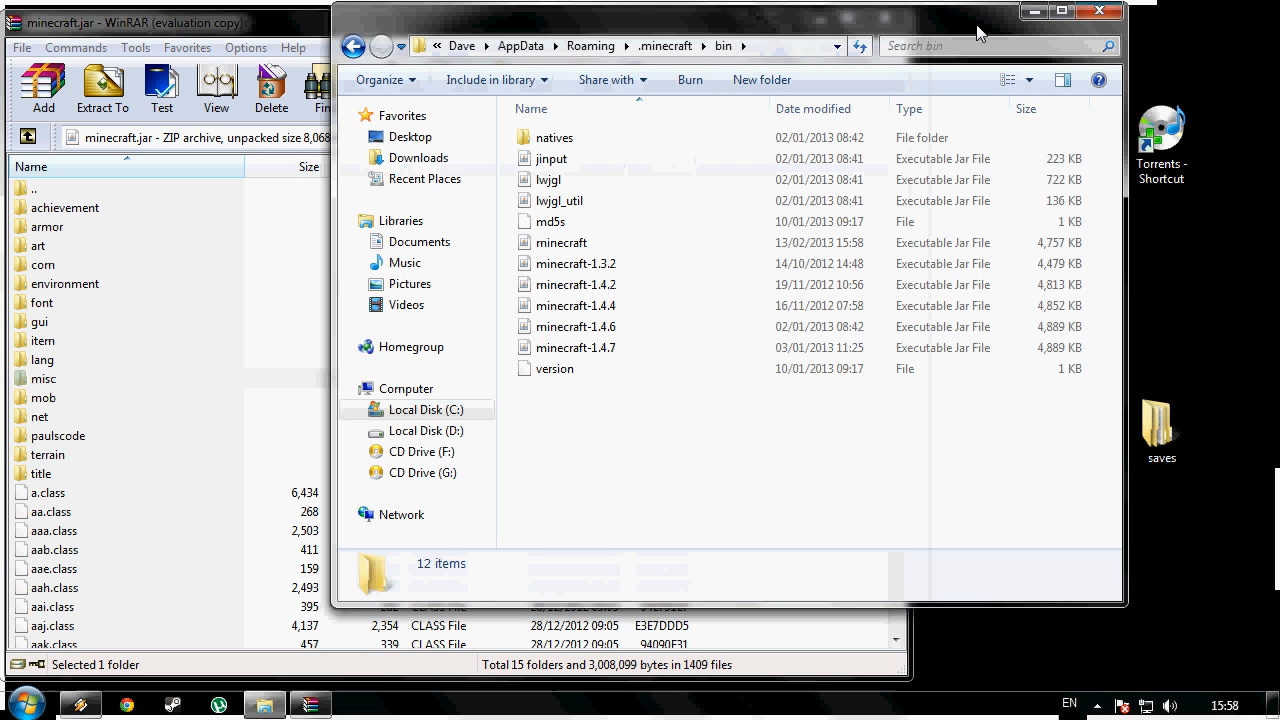 minecraft.jar - WinRAR (evaluation copy)
File Commands Tools Favorites Options Help
Add Extract To Test View Delete
minecraft.jar - ZIP archive, unpacked size 8,068
Name Size
..
achievement
armor
art
com
environment
font
gui
item
lang
misc
mob
net
paulscode
terrain
title
a.class 6,434
aa.class 268
aaa.class 2,503
aab.class 411
aae.class 159
aah.class 2,493
aai.class 395
aaj.class 4,137 2,354 CLASS File 28/12/2012 09:05 E3E7DDD5
aak.class 457 339 CLASS File 28/12/2012 09:05 94090F31
Selected 1 folder Total 15 folders and 3,008,099 bytes in 1409 files
« Dave AppData Roaming .minecraft bin Search bin
Organize Include in library Share with Burn New folder
Favorites
Desktop
Downloads
Recent Places
Libraries
Documents
Music
Pictures
Videos
Homegroup
Computer
Local Disk (C:)
Local Disk (D:)
CD Drive (F:)
CD Drive (G:)
Network
Name Date modified Type Size
natives 02/01/2013 08:42 File folder
jinput 02/01/2013 08:41 Executable Jar File 223 KB
lwjgl 02/01/2013 08:41 Executable Jar File 722 KB
lwjgl_util 02/01/2013 08:41 Executable Jar File 136 KB
md5s 10/01/2013 09:17 File 1 KB
minecraft 13/02/2013 15:58 Executable Jar File 4,757 KB
minecraft-1.3.2 14/10/2012 14:48 Executable Jar File 4,479 KB
minecraft-1.4.2 19/11/2012 10:56 Executable Jar File 4,813 KB
minecraft-1.4.4 16/11/2012 07:58 Executable Jar File 4,852 KB
minecraft-1.4.6 02/01/2013 08:42 Executable Jar File 4,889 KB
minecraft-1.4.7 03/01/2013 11:25 Executable Jar File 4,889 KB
version 10/01/2013 09:17 File 1 KB
12 items
Torrents -
Shortcut
saves
EN 15:58